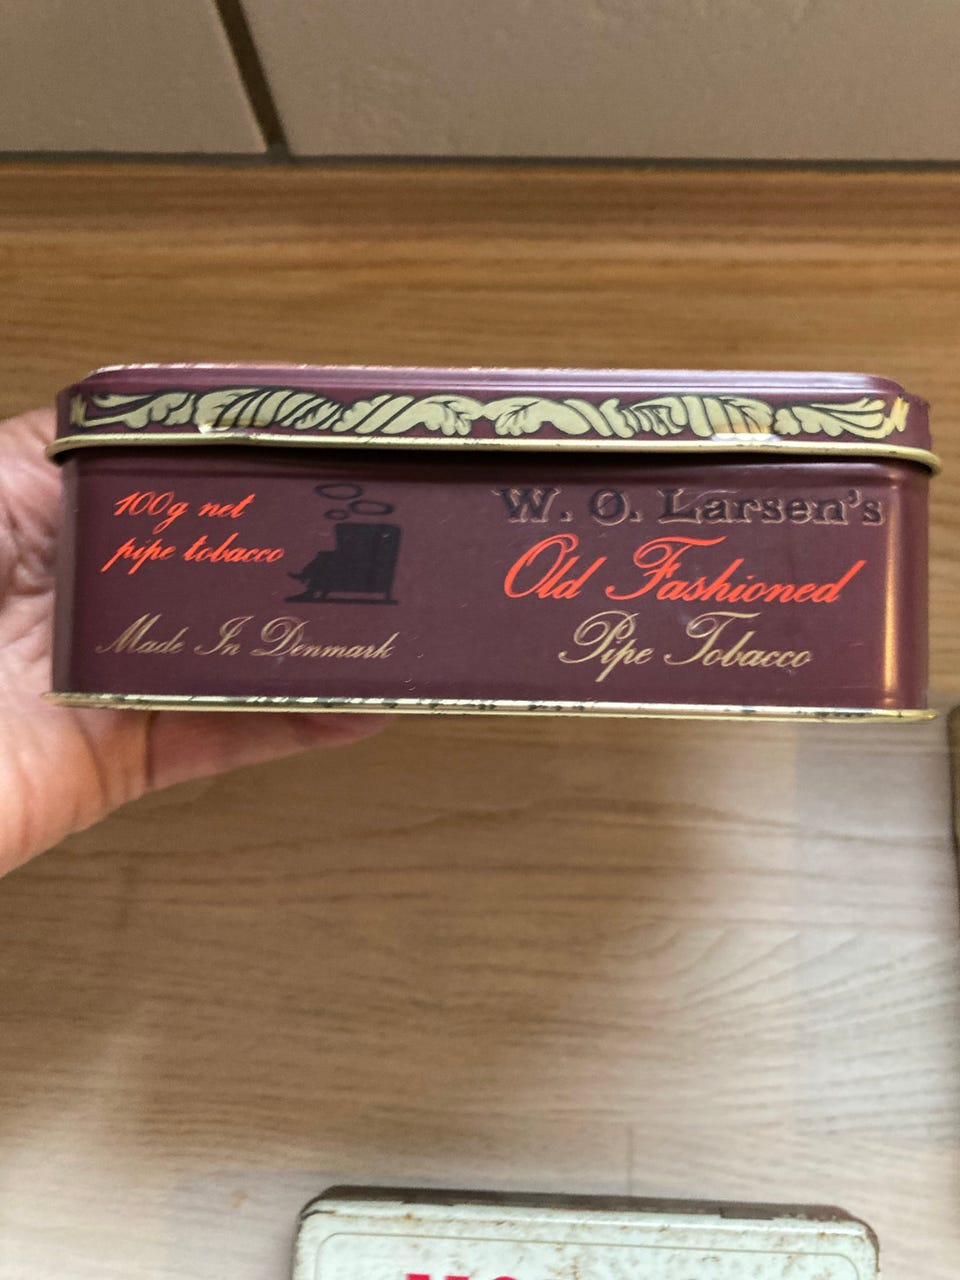 100g net
pipe tobacco
Made In Denmark
W. O. Larsen's
Old Fashioned
Pipe Tobacco